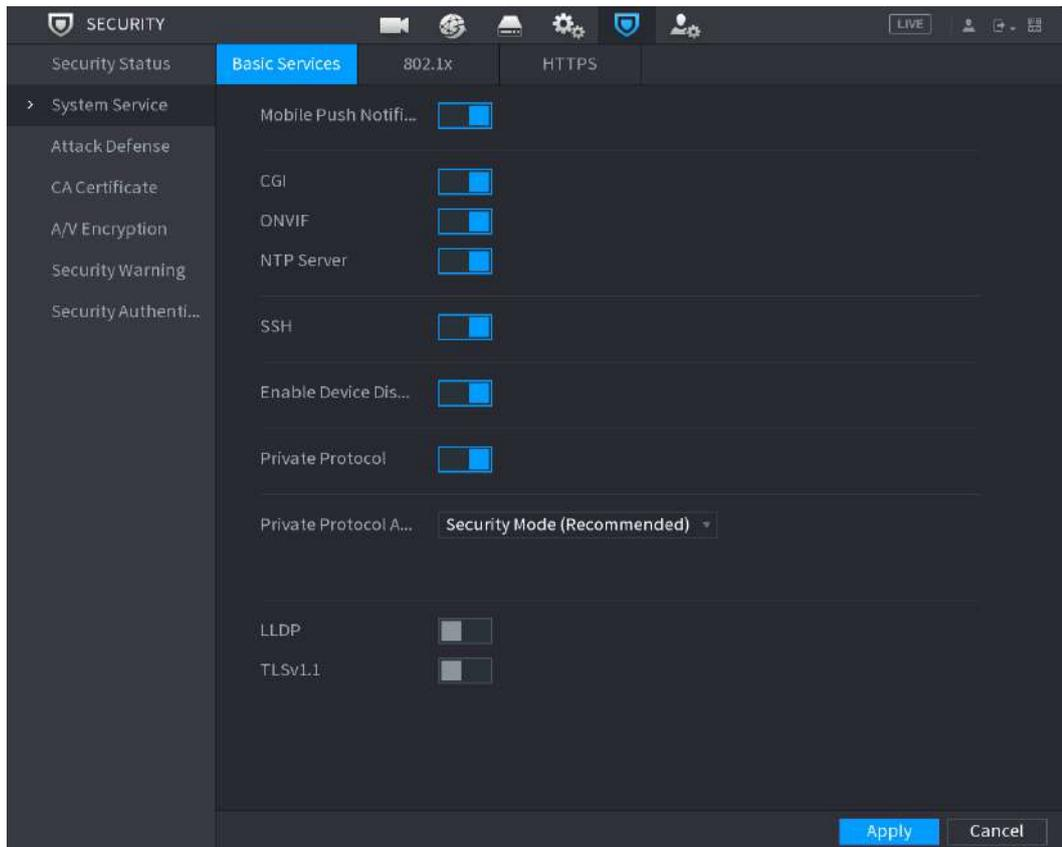 SECURITY
LIVE
Security Status
Basic Services 802.1x HTTPS
System Service
Mobile Push Notifi...
Attack Defense
CA Certificate
CGI
A/V Encryption
ONVIF
Security Warning
NTP Server
Security Authenti...
SSH
Enable Device Dis...
Private Protocol
Private Protocol A... Security Mode (Recommended)
LLDP
TLSv1.1
Apply Cancel